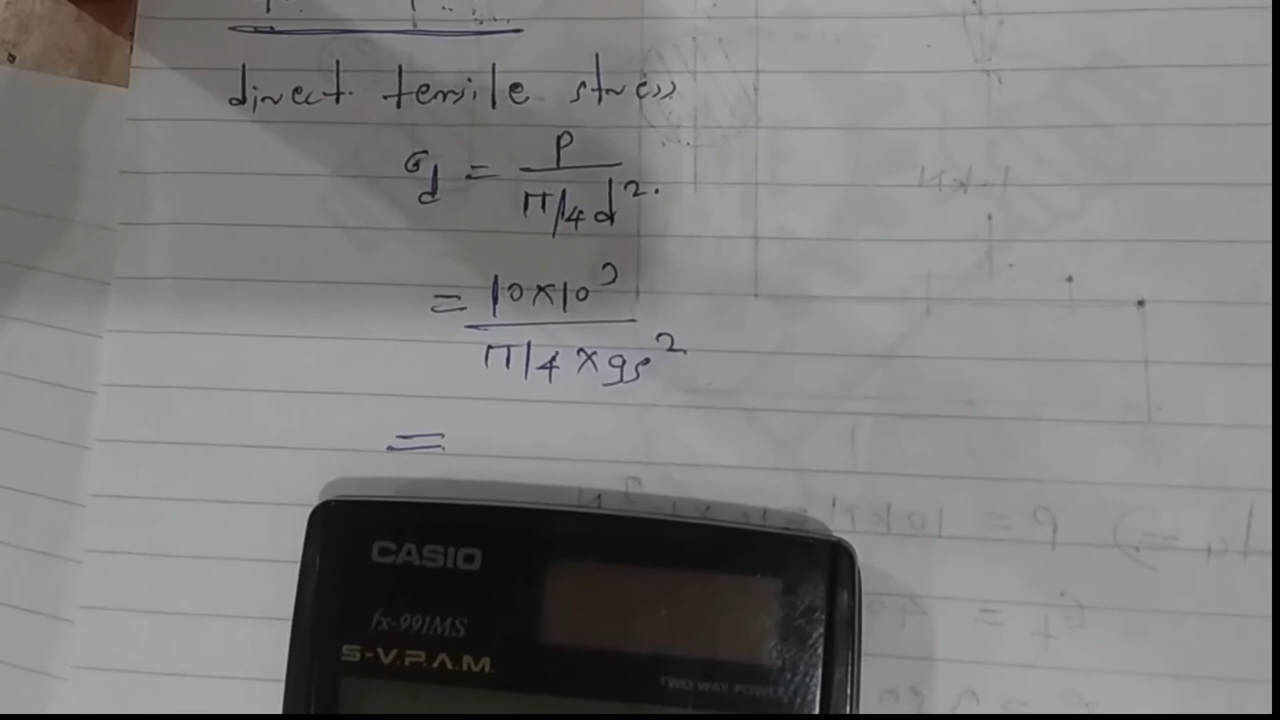 direct tensile stress
σd = P
π/4 d².
= 10×10³
π/4 × 95²
=
CASIO
fx-991MS
S-V.P.A.M.
TWO WAY POWER